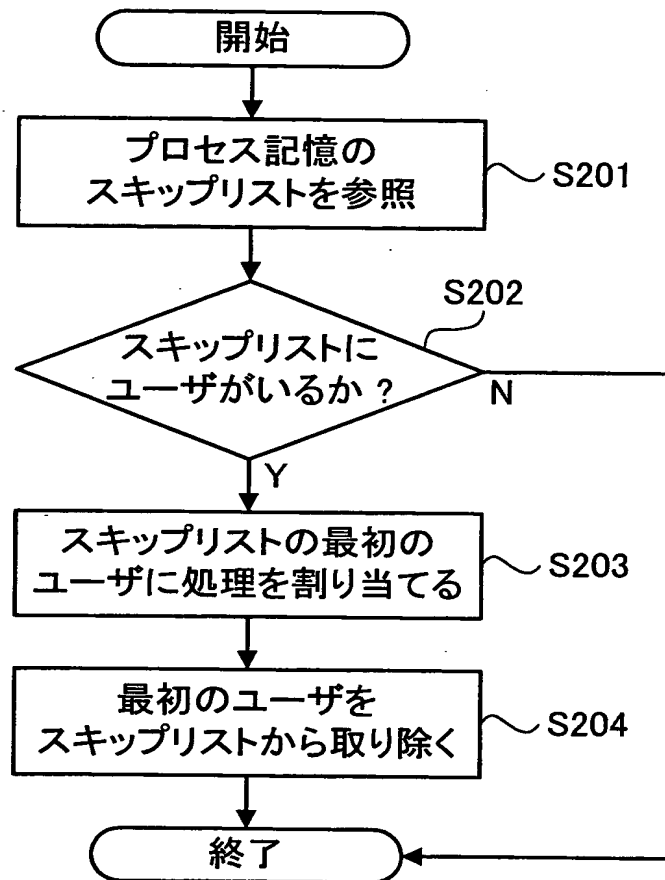 開始
プロセス記憶の
スキップリストを参照
S201
S202
スキップリストに
ユーザがいるか ?
N
Y
スキップリストの最初の
ユーザに処理を割り当てる
S203
最初のユーザを
スキップリストから取り除く
S204
終了